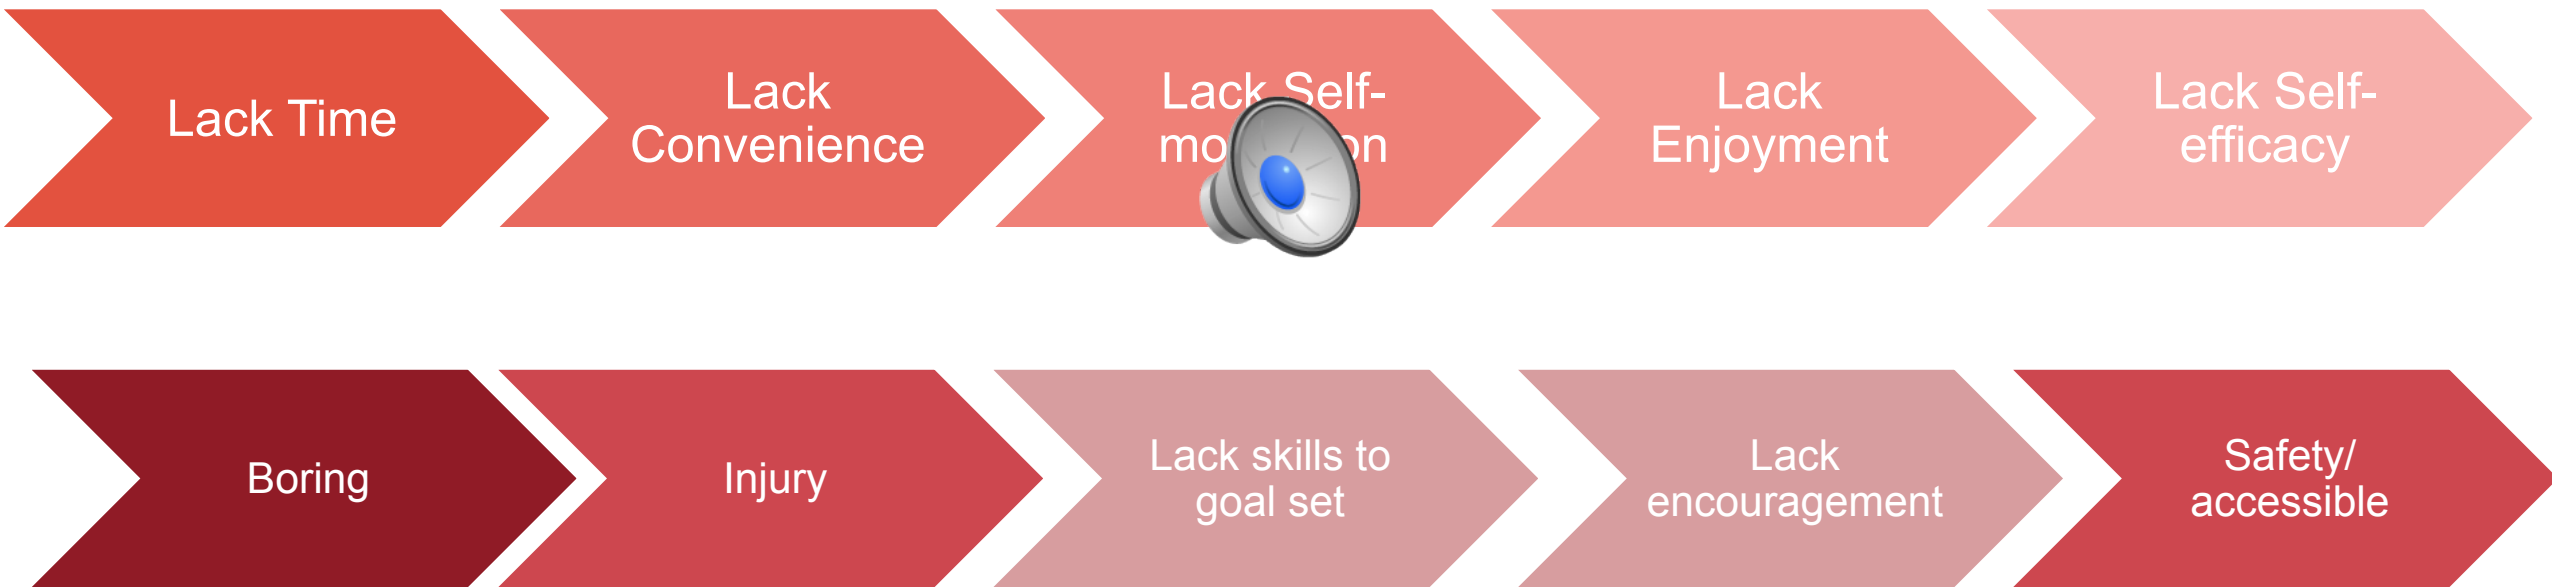 Lack Time
Lack
Convenience
Lack Self-
Lack
Enjoyment
Lack Self-
efficacy
Boring
Injury
Lack skills to
goal set
Lack
encouragement
Safety/
accessible